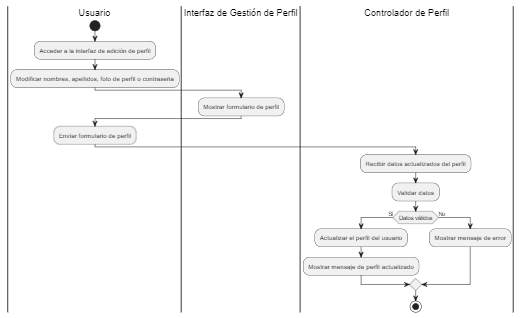 Usuario
Interfaz de Gestión de Perfil
Controlador de Perfil
Acceder a la interfaz de edición de perfil
Modificar nombres, apellidos, foto de perfil o contraseña
Mostrar formulario de perfil
Enviar formulario de perfil
Recibir datos actualizados del perfil
Validar datos
Si
Datos válidos
No
Actualizar el perfil del usuario
Mostrar mensaje de error
Mostrar mensaje de perfil actualizado